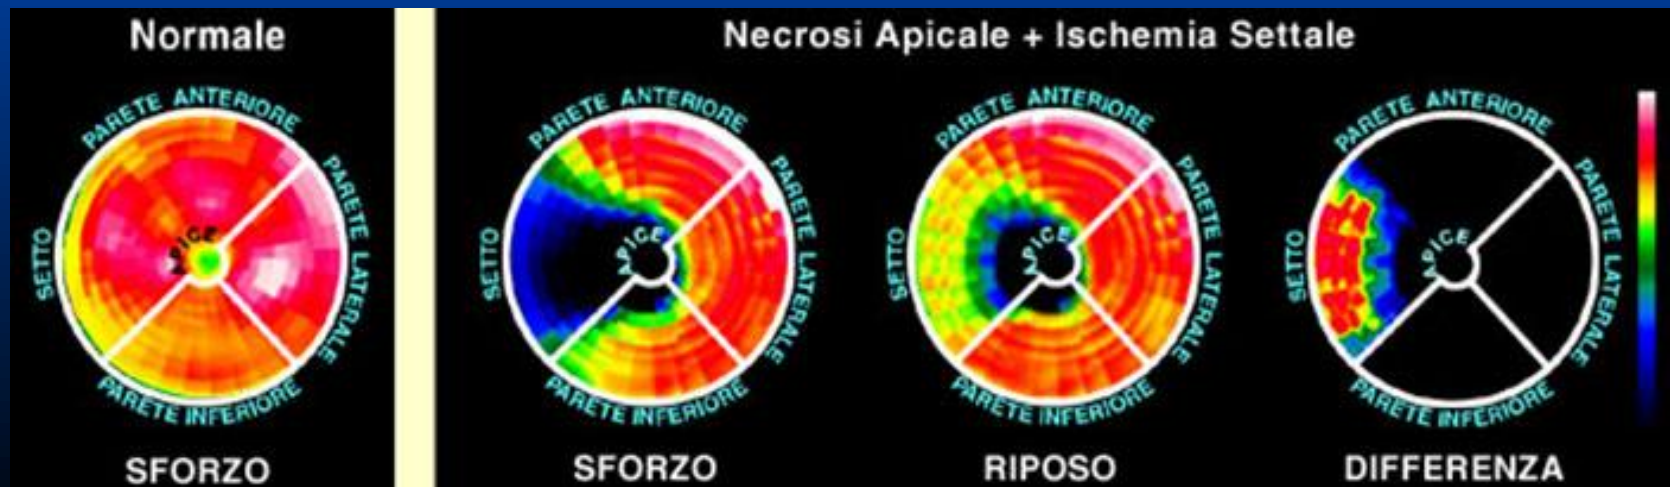 Normale
PARETE ANTERIORE
SETTO
APICE
PARETE LATERALE
PARETE INFERIORE
SFORZO
Necrosi Apicale + Ischemia Settale
PARETE ANTERIORE
SETTO
APICE
PARETE LATERALE
PARETE INFERIORE
SFORZO
PARETE ANTERIORE
SETTO
APICE
PARETE LATERALE
PARETE INFERIORE
RIPOSO
PARETE ANTERIORE
SETTO
APICE
PARETE LATERALE
PARETE INFERIORE
DIFFERENZA